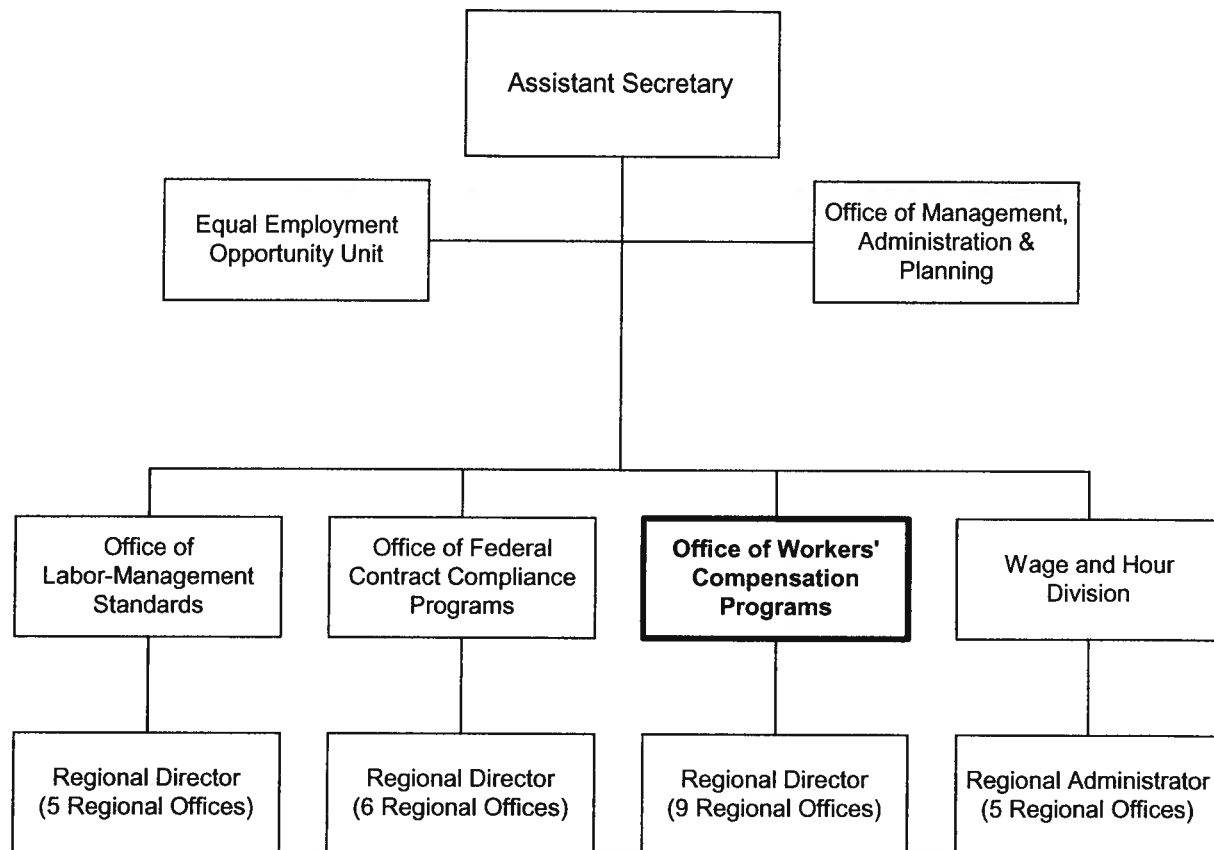 Assistant Secretary
Equal Employment
Opportunity Unit
Office of Management,
Administration &
Planning
Office of
Labor-Management
Standards
Office of Federal
Contract Compliance
Programs
Office of Workers'
Compensation
Programs
Wage and Hour
Division
Regional Director
(5 Regional Offices)
Regional Director
(6 Regional Offices)
Regional Director
(9 Regional Offices)
Regional Administrator
(5 Regional Offices)